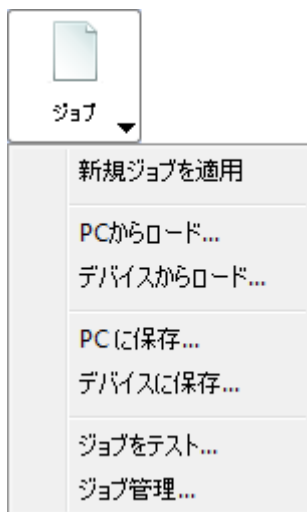 ジョブ
新規ジョブを適用
PCからロード...
デバイスからロード...
PC に保存...
デバイスに保存...
ジョブをテスト...
ジョブ管理...